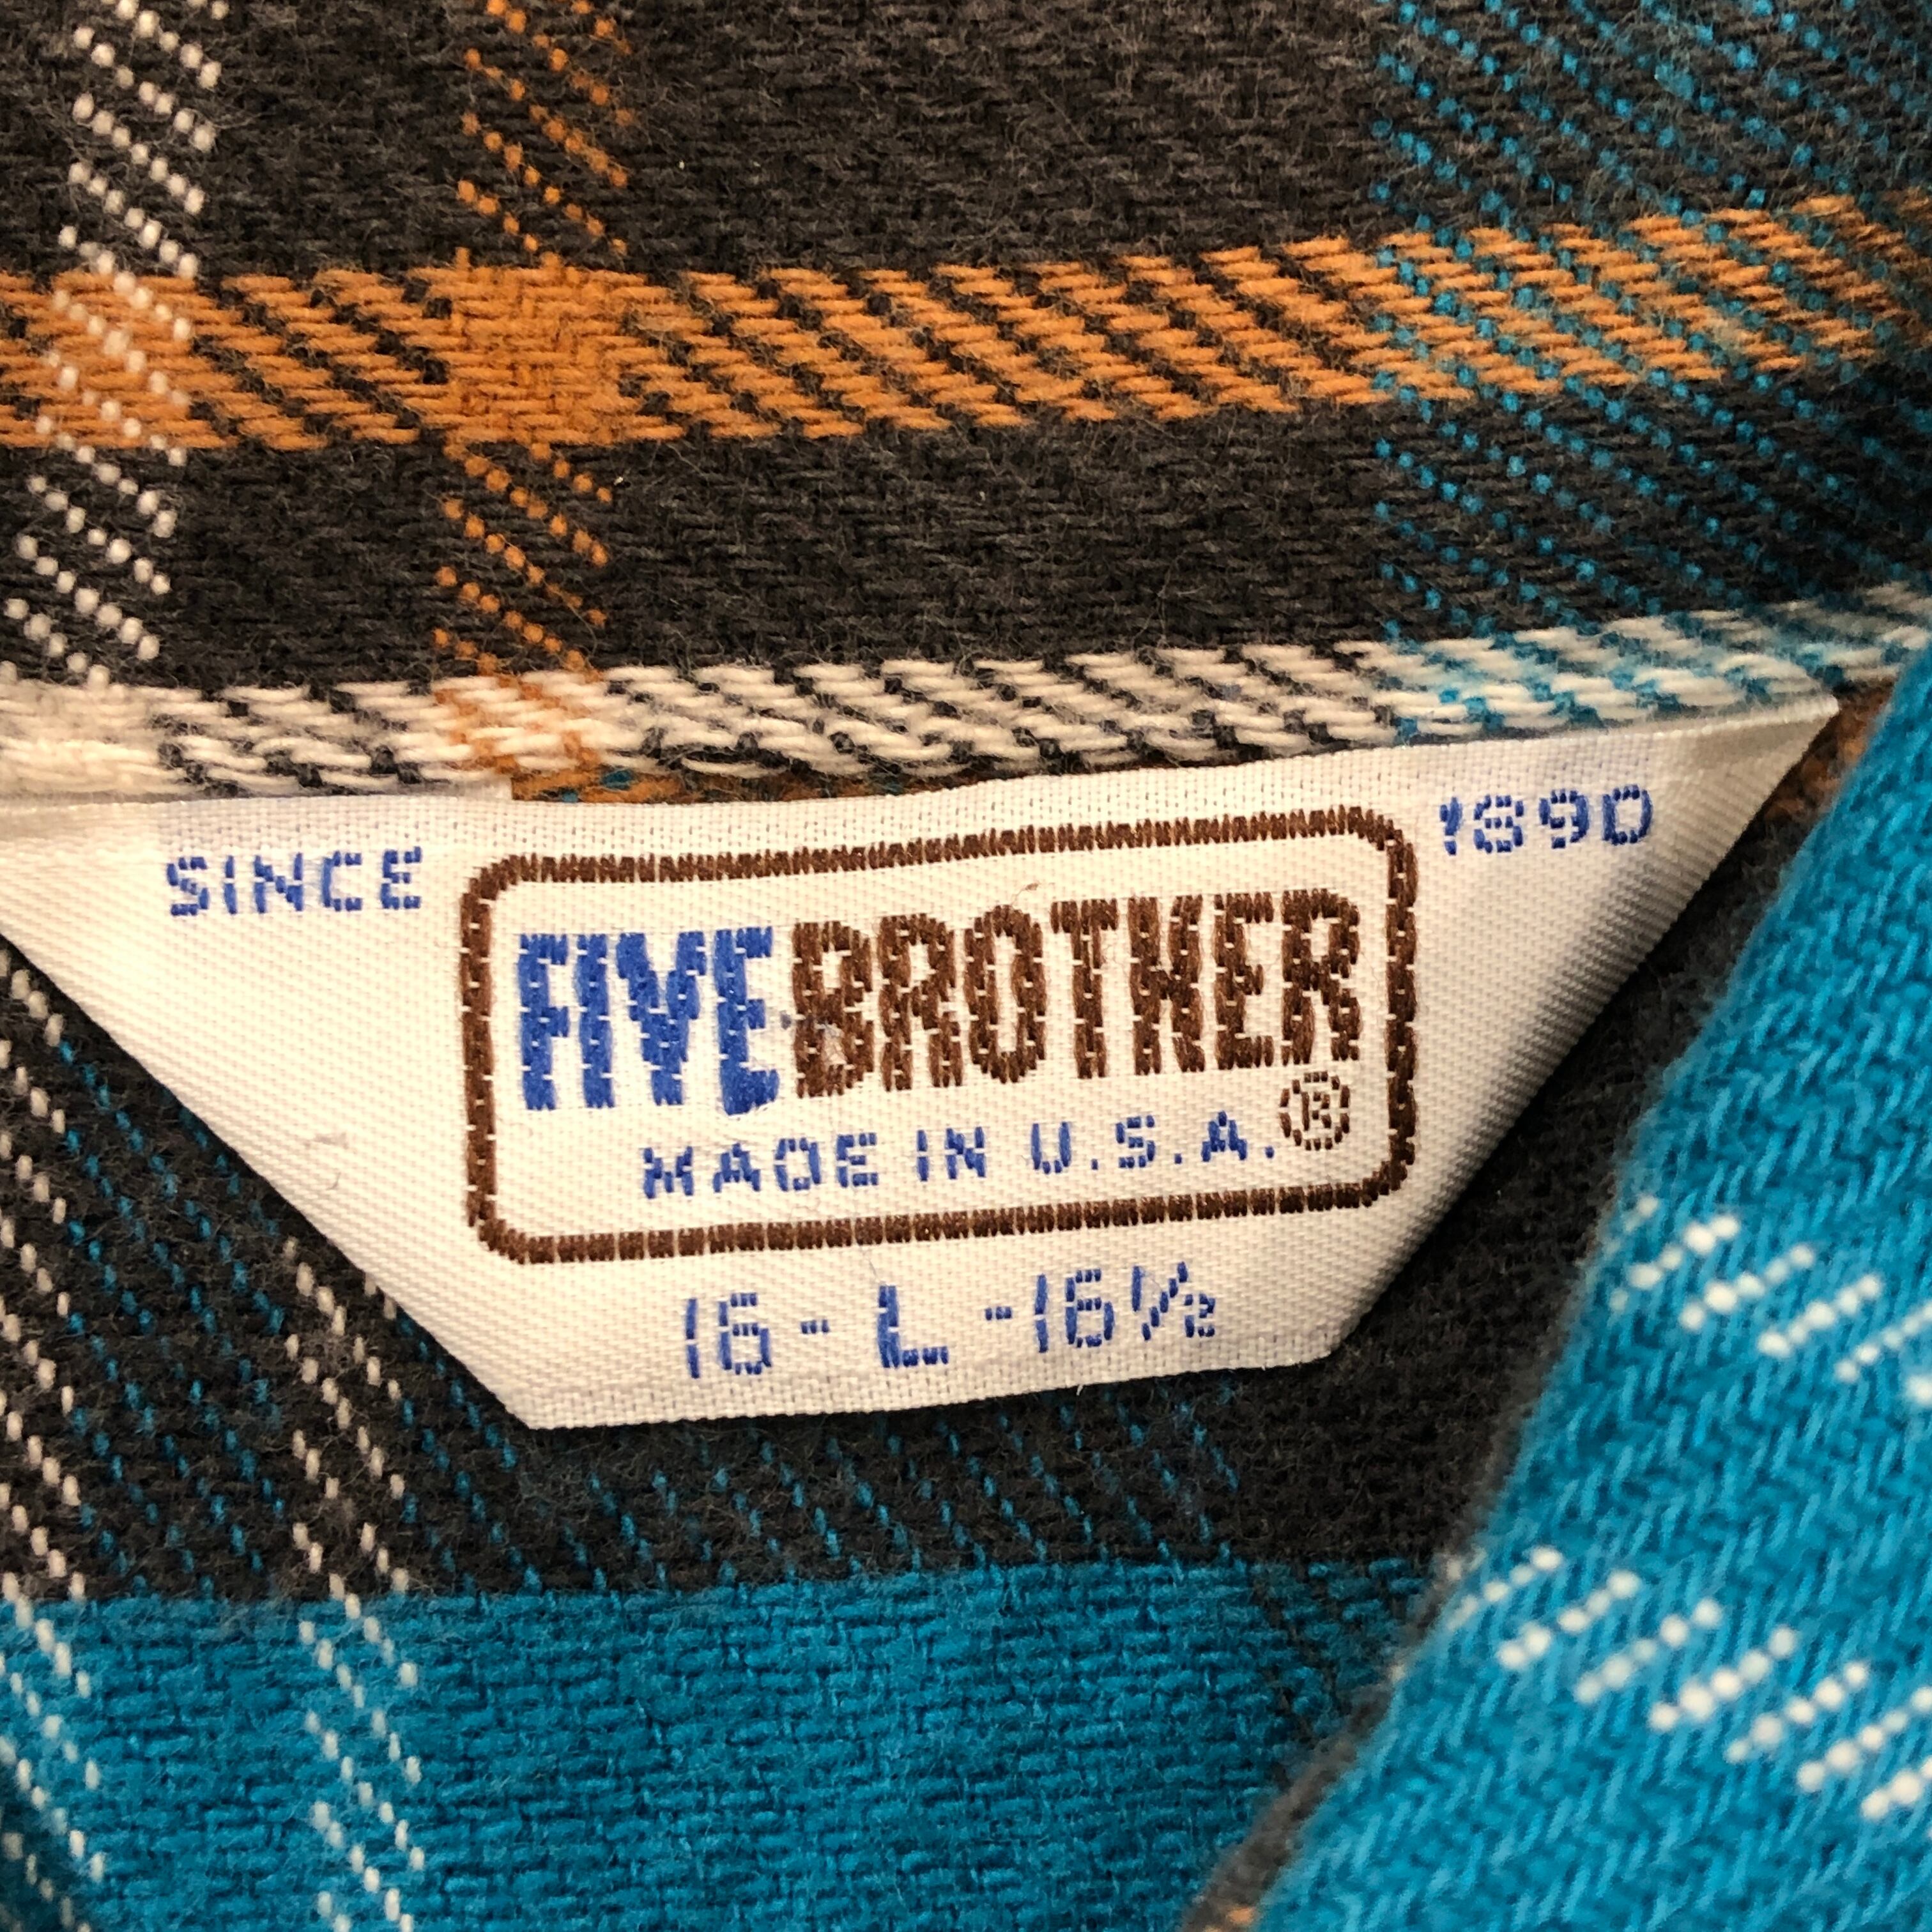 SINCE 1890
FIVE BROTHER
MADE IN U.S.A. ®
16 - L - 16½